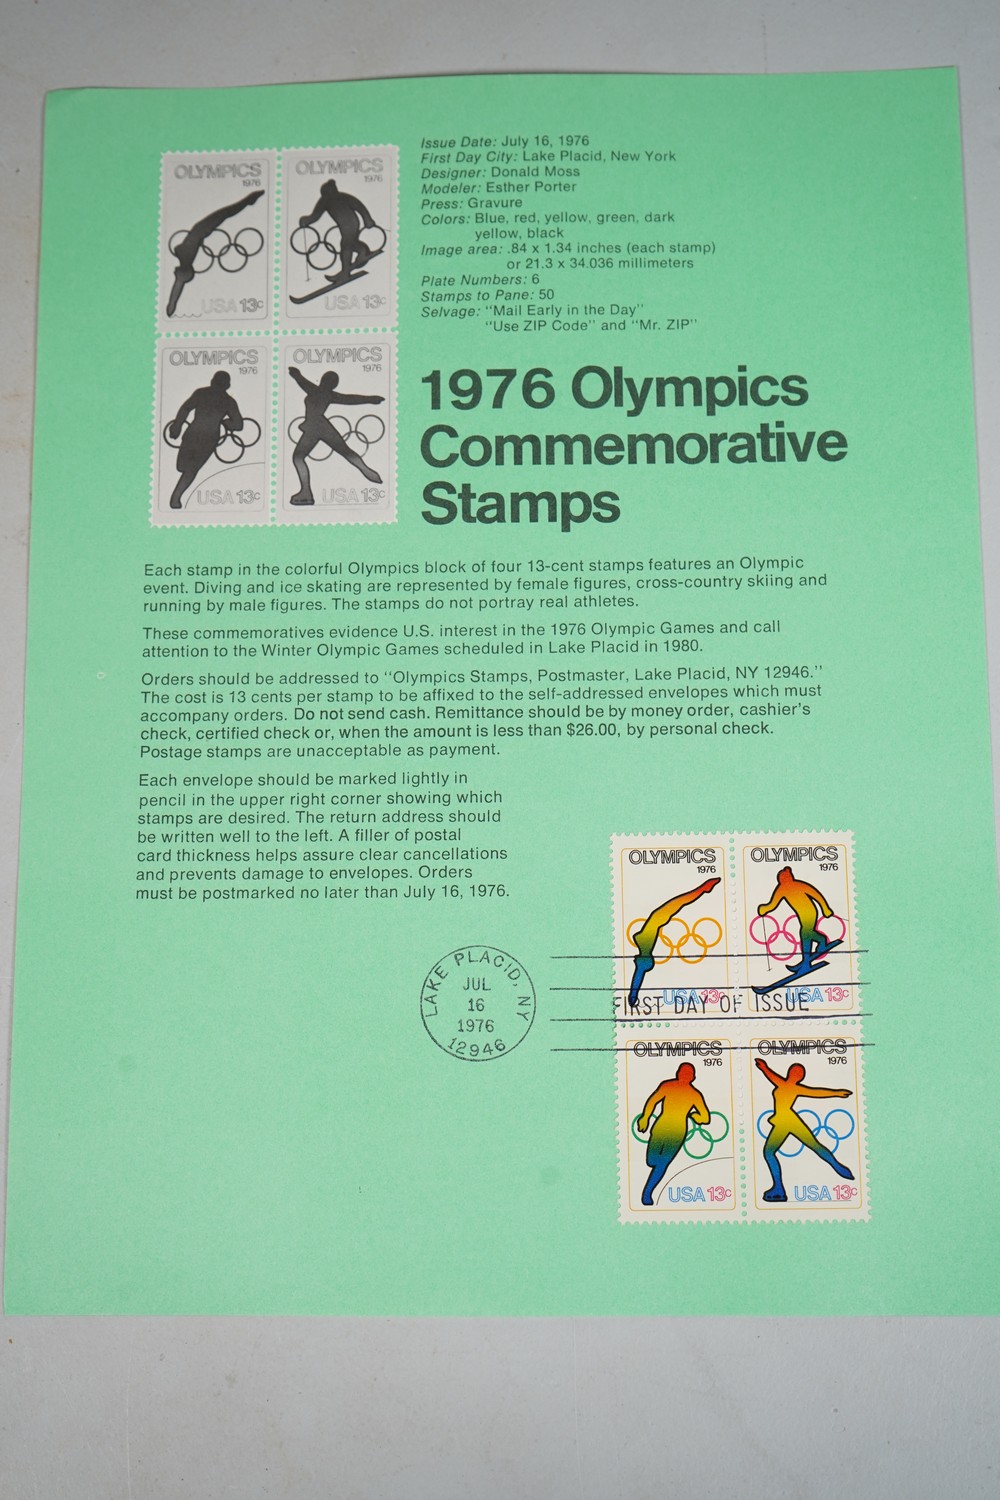 OLYMPICS
1976
USA 13c
OLYMPICS
1976
USA 13c
OLYMPICS
1976
USA 13c
OLYMPICS
1976
USA 13c
Issue Date: July 16, 1976
First Day City: Lake Placid, New York
Designer: Donald Moss
Modeler: Esther Porter
Press: Gravure
Colors: Blue, red, yellow, green, dark
yellow, black
Image area: .84 x 1.34 inches (each stamp)
or 21.3 x 34.036 millimeters
Plate Numbers: 6
Stamps to Pane: 50
Selvage: "Mail Early in the Day"
"Use ZIP Code" and "Mr. ZIP"
1976 Olympics
Commemorative
Stamps
Each stamp in the colorful Olympics block of four 13-cent stamps features an Olympic
event. Diving and ice skating are represented by female figures, cross-country skiing and
running by male figures. The stamps do not portray real athletes.
These commemoratives evidence U.S. interest in the 1976 Olympic Games and call
attention to the Winter Olympic Games scheduled in Lake Placid in 1980.
Orders should be addressed to "Olympics Stamps, Postmaster, Lake Placid, NY 12946."
The cost is 13 cents per stamp to be affixed to the self-addressed envelopes which must
accompany orders. Do not send cash. Remittance should be by money order, cashier's
check, certified check or, when the amount is less than $26.00, by personal check.
Postage stamps are unacceptable as payment.
Each envelope should be marked lightly in
pencil in the upper right corner showing which
stamps are desired. The return address should
be written well to the left. A filler of postal
card thickness helps assure clear cancellations
and prevents damage to envelopes. Orders
must be postmarked no later than July 16, 1976.
LAKE PLACID, NY
JUL
16
1976
12946
OLYMPICS
1976
USA 13c
OLYMPICS
1976
USA 13c
FIRST DAY OF ISSUE
OLYMPICS
1976
USA 13c
OLYMPICS
1976
USA 13c